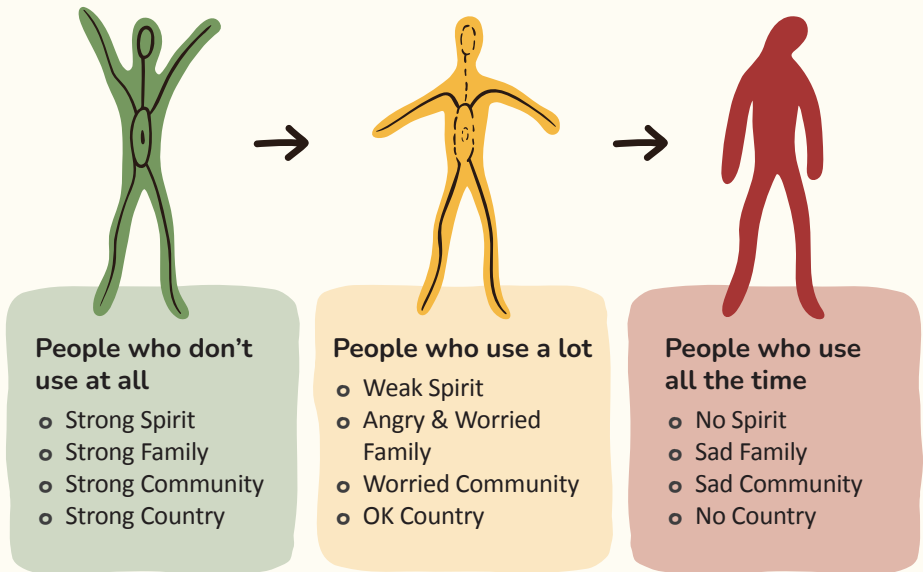 People who don’t
use at all
Strong Spirit
Strong Family
Strong Community
Strong Country
People who use a lot
Weak Spirit
Angry & Worried
Family
Worried Community
OK Country
People who use
all the time
No Spirit
Sad Family
Sad Community
No Country